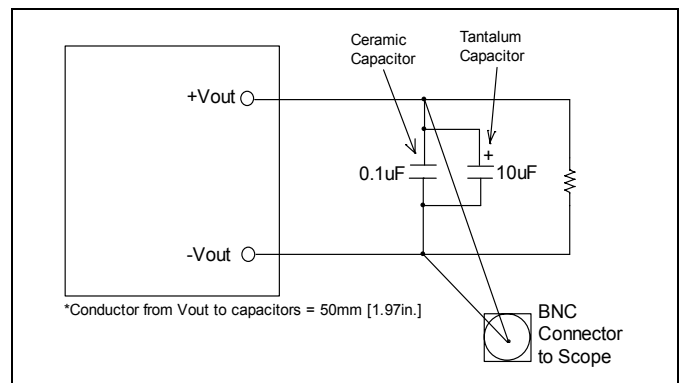 Ceramic
Capacitor
Tantalum
Capacitor
+Vout
+
0.1uF
10uF
-Vout
*Conductor from Vout to capacitors = 50mm [1.97in.]
BNC
Connector
to Scope